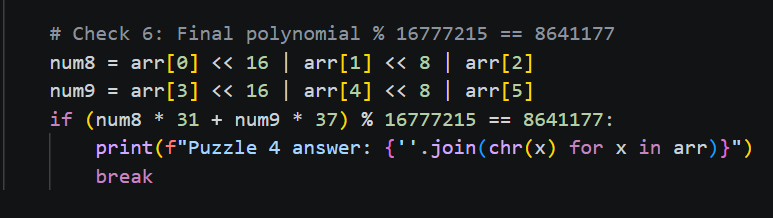 # Check 6: Final polynomial % 16777215 == 8641177
num8 = arr[0] << 16 | arr[1] << 8 | arr[2]
num9 = arr[3] << 16 | arr[4] << 8 | arr[5]
if (num8 * 31 + num9 * 37) % 16777215 == 8641177:
    print(f"Puzzle 4 answer: {''.join(chr(x) for x in arr)}")
    break